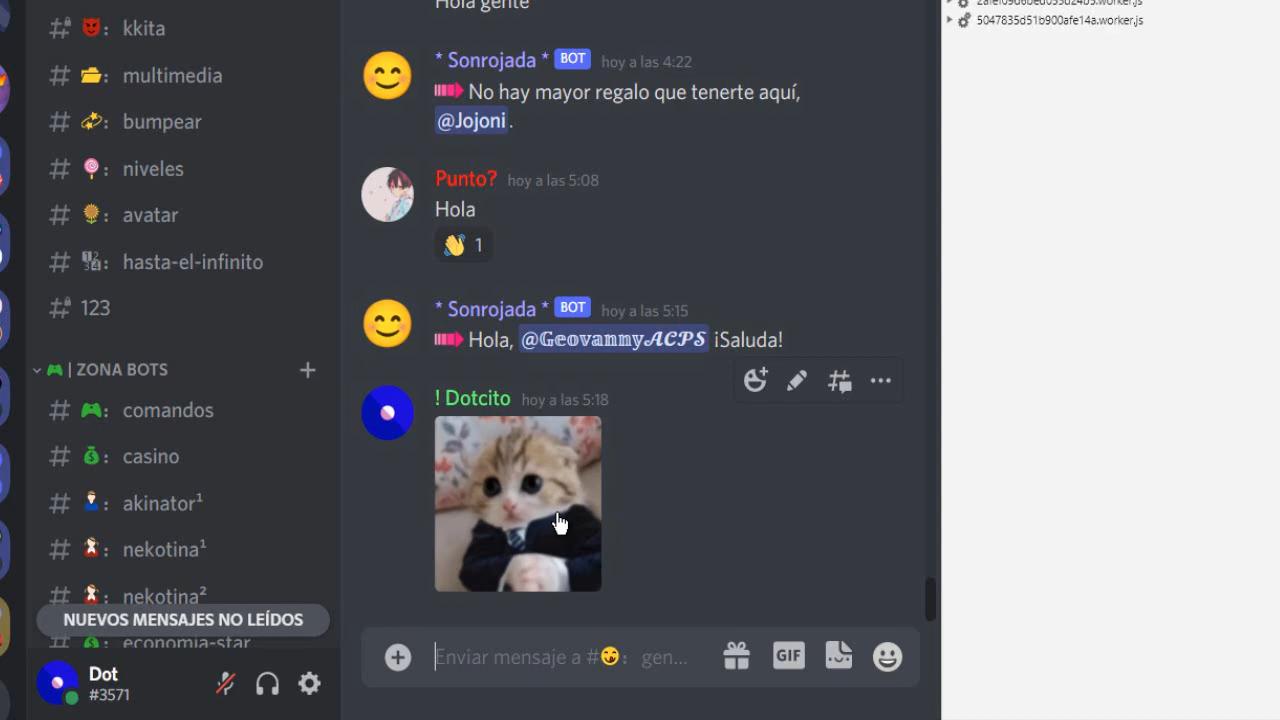 kkita
multimedia
bumpear
niveles
avatar
hasta-el-infinito
123
| ZONA BOTS
comandos
casino
akinator¹
nekotina¹
nekotina²
NUEVOS MENSAJES NO LEÍDOS
economia-star
Dot
#3571
Hola gente
* Sonrojada * BOT hoy a las 4:22
No hay mayor regalo que tenerte aquí,
@Jojoni.
Punto? hoy a las 5:08
Hola
👋 1
* Sonrojada * BOT hoy a las 5:15
Hola, @𝔾𝕖𝕠𝕧𝕒𝕟𝕟𝕪𝓐𝓒𝓟𝓢 ¡Saluda!
! Dotcito hoy a las 5:18
Enviar mensaje a #😋: gen...
GIF
5047835d51b900afe14a.worker.js